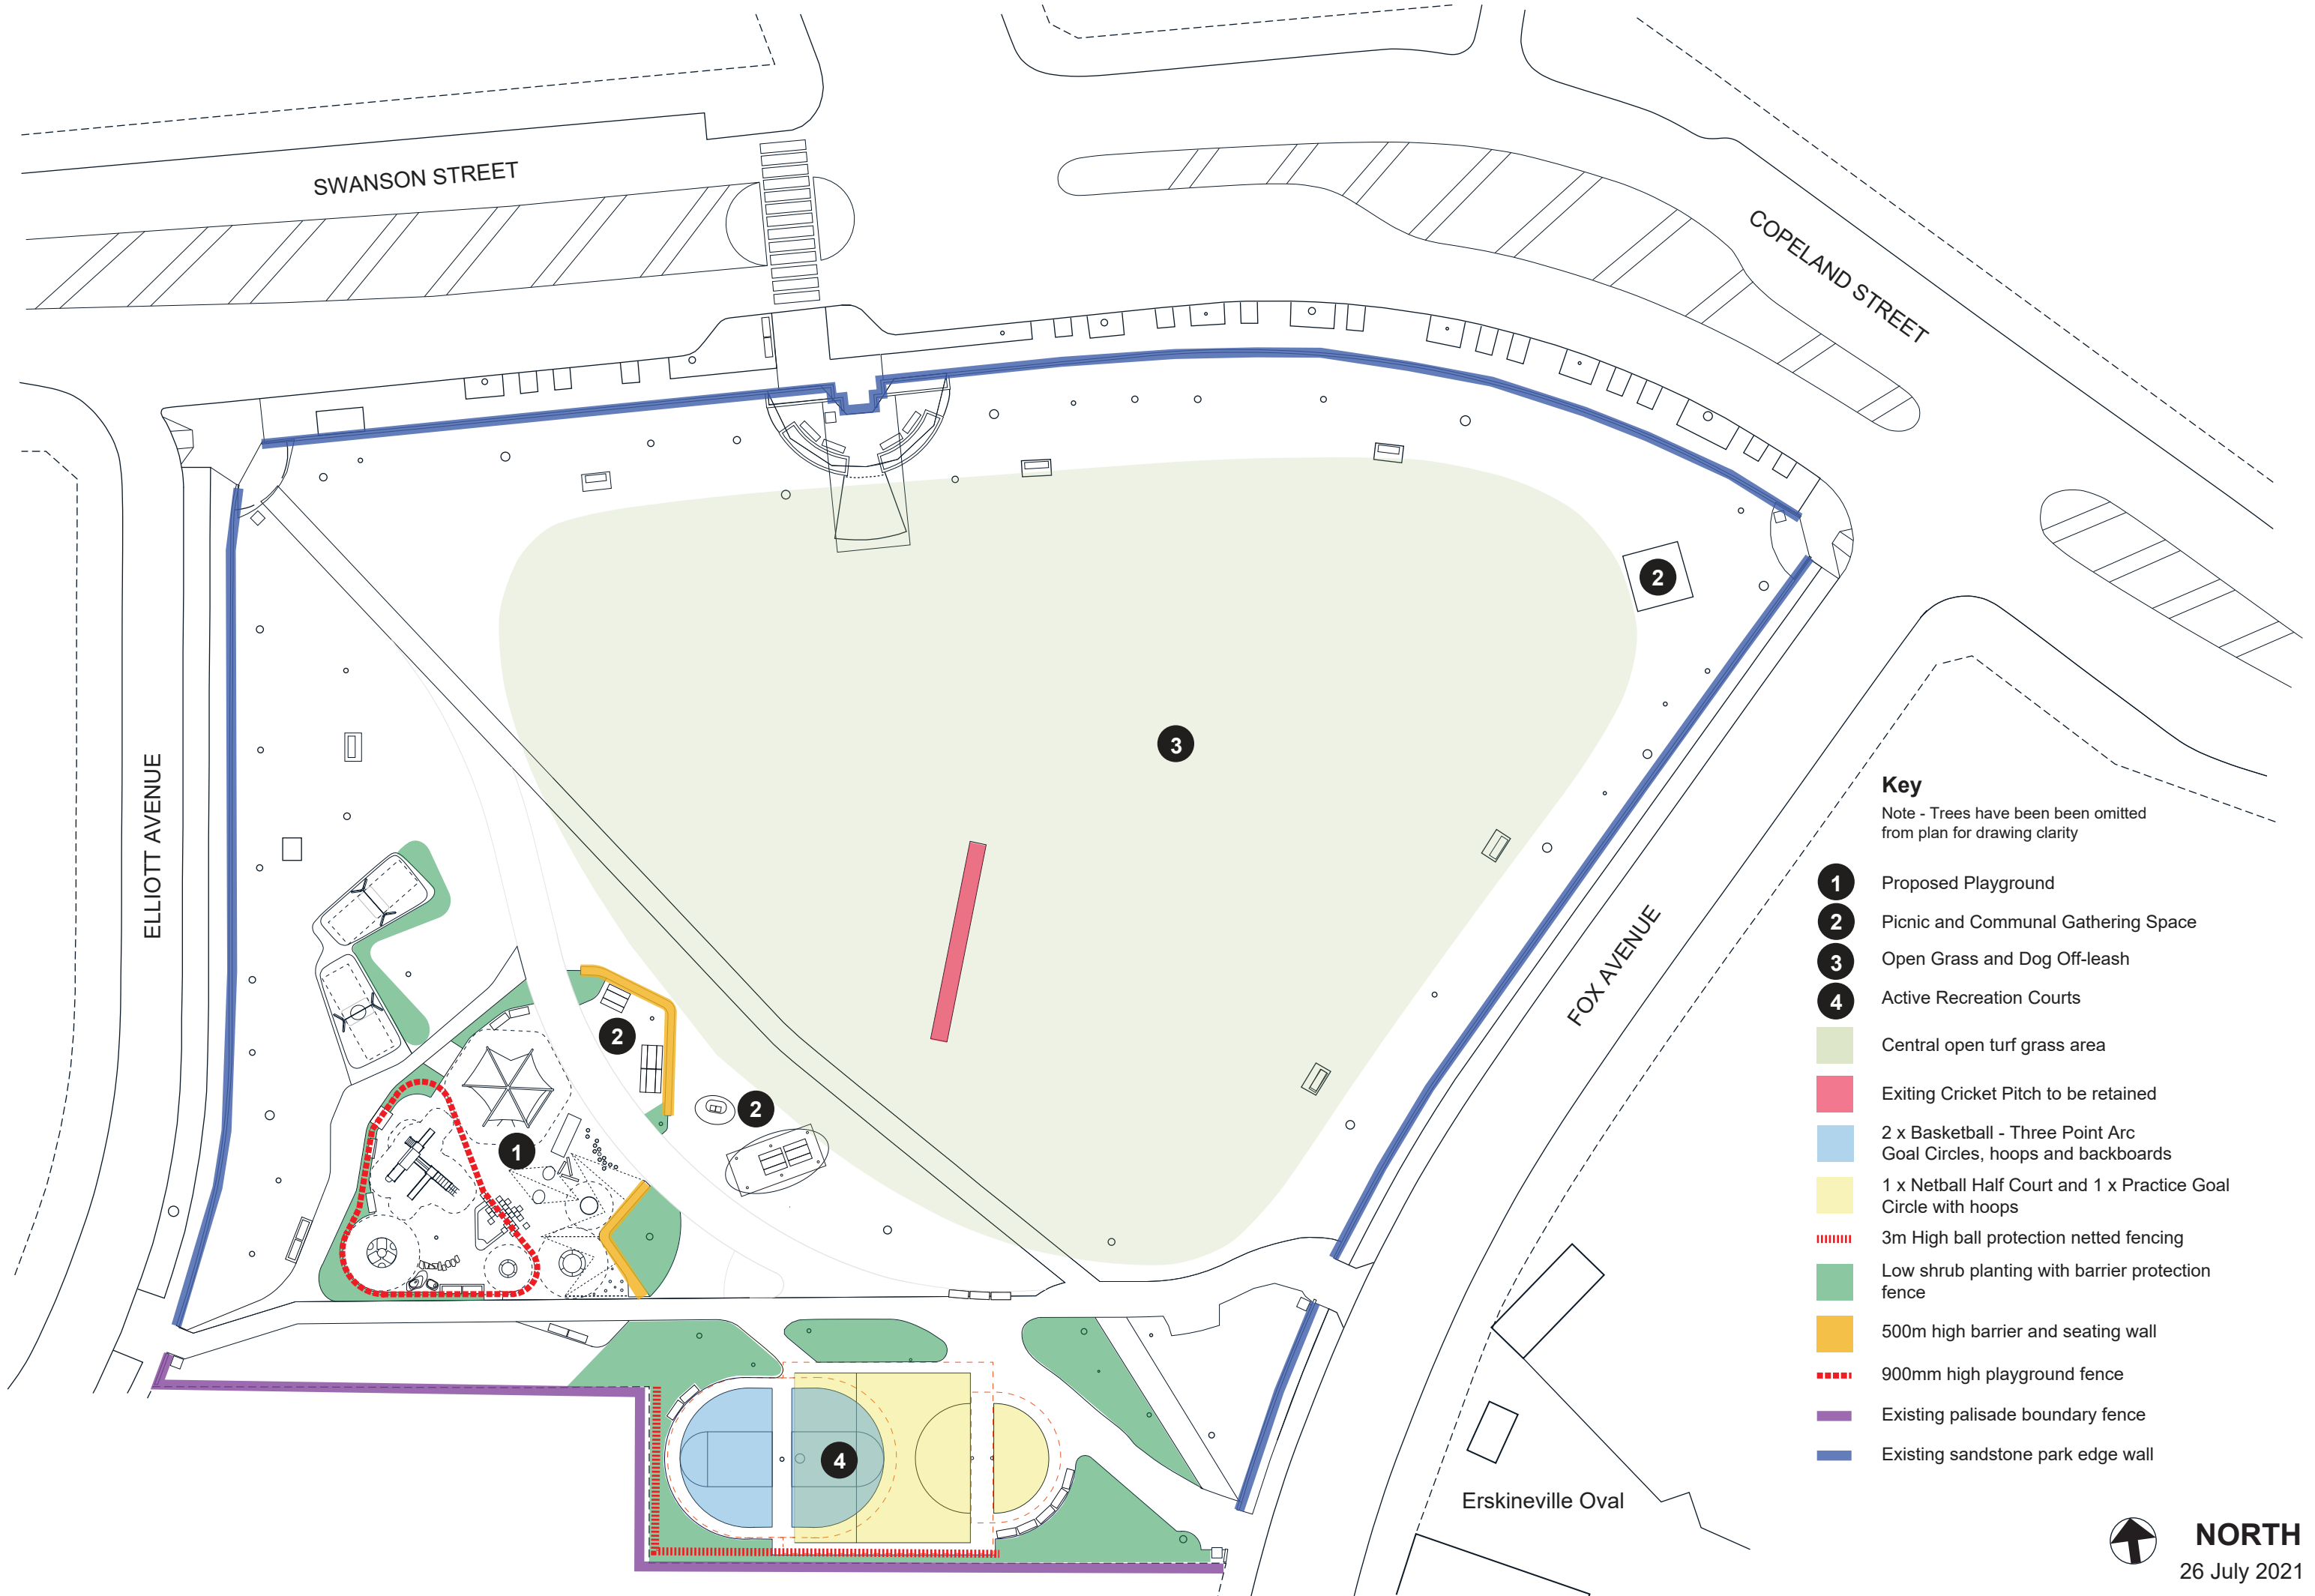 SWANSON STREET
COPELAND STREET
ELLIOTT AVENUE
FOX AVENUE
2
3
2
2
1
4
Key
Note - Trees have been been omitted
from plan for drawing clarity
1 Proposed Playground
2 Picnic and Communal Gathering Space
3 Open Grass and Dog Off-leash
4 Active Recreation Courts
Central open turf grass area
Exiting Cricket Pitch to be retained
2 x Basketball - Three Point Arc
Goal Circles, hoops and backboards
1 x Netball Half Court and 1 x Practice Goal
Circle with hoops
3m High ball protection netted fencing
Low shrub planting with barrier protection
fence
500m high barrier and seating wall
900mm high playground fence
Existing palisade boundary fence
Existing sandstone park edge wall
Erskineville Oval
NORTH
26 July 2021